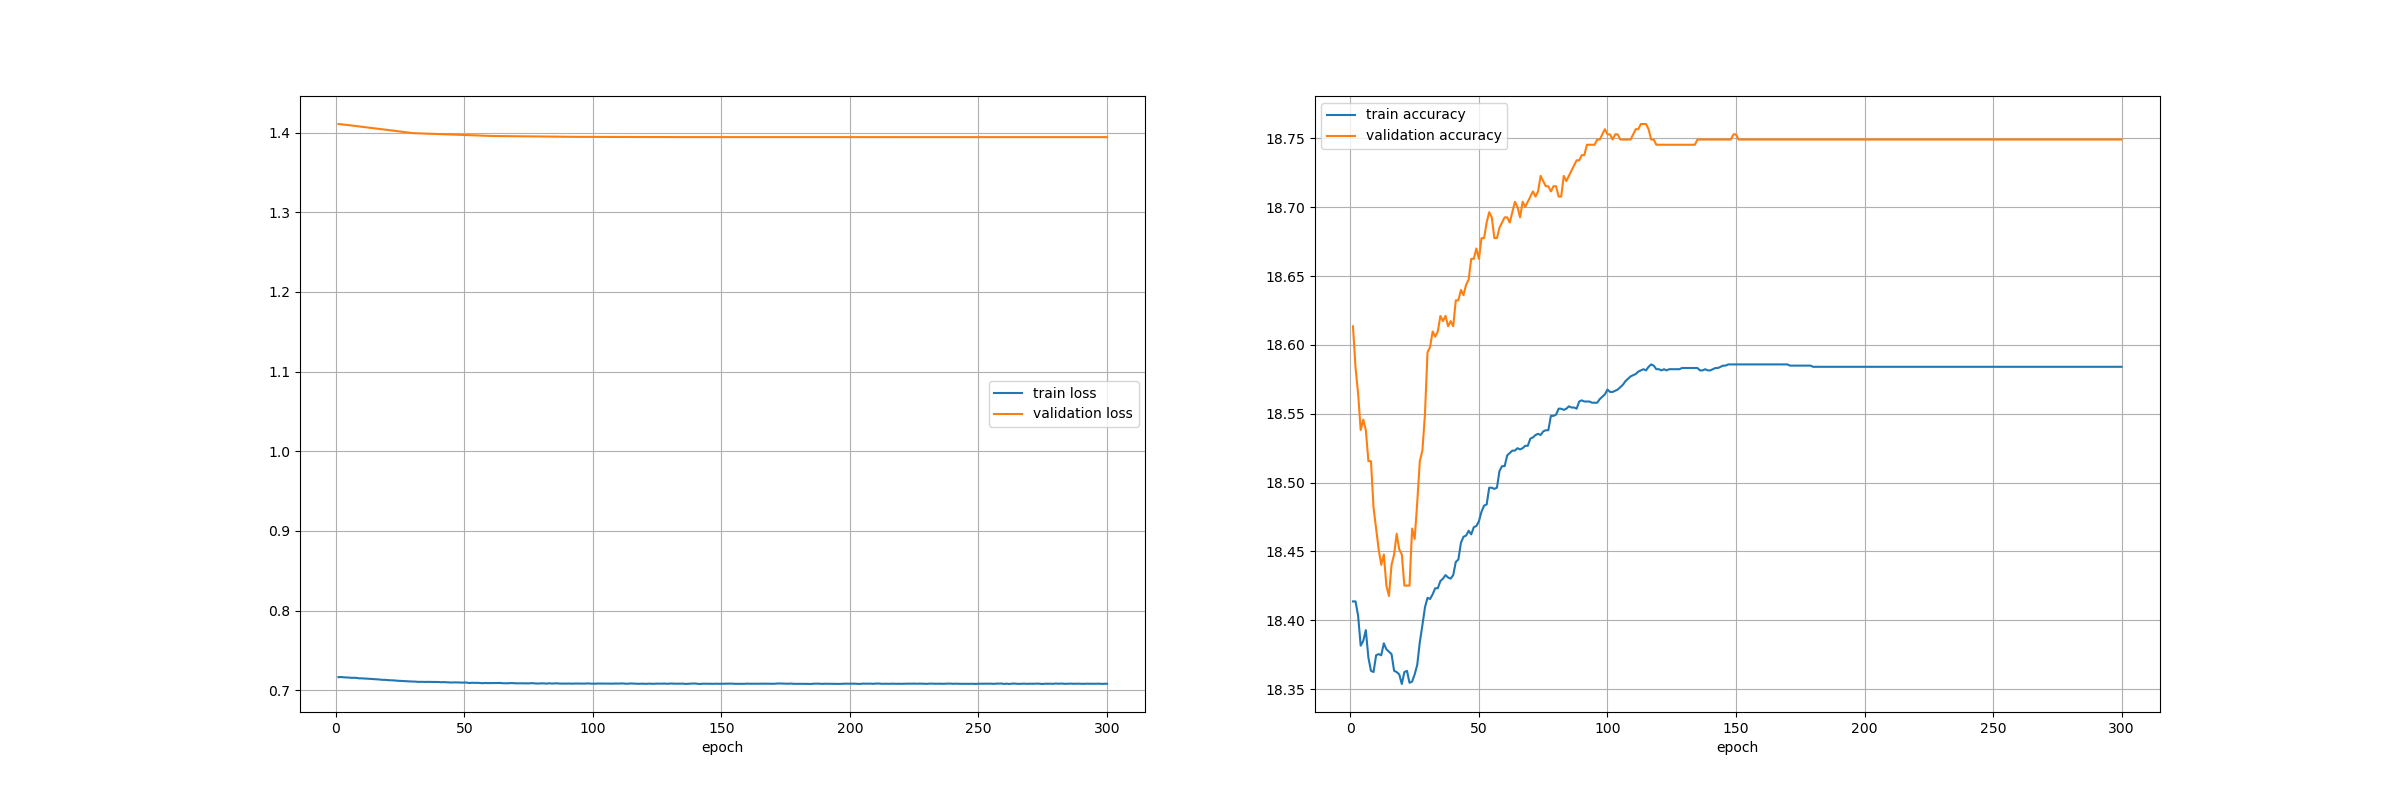 1.4
1.3
1.2
1.1
1.0
0.9
0.8
0.7
0 50 100 150 200 250 300
epoch
train loss
validation loss
18.75
18.70
18.65
18.60
18.55
18.50
18.45
18.40
18.35
0 50 100 150 200 250 300
epoch
train accuracy
validation accuracy